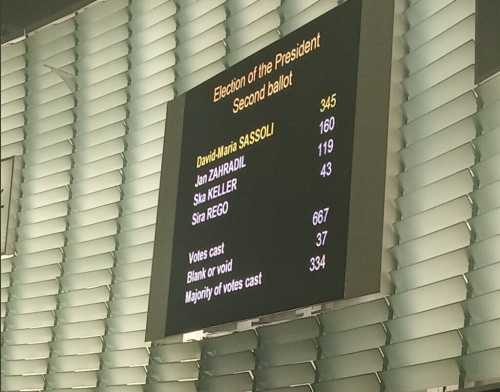 Election of the President
Second ballot
David-Maria SASSOLI 345
Jan ZAHRADIL 160
Ska KELLER 119
Sira REGO 43
Votes cast 667
Blank or void 37
Majority of votes cast 334